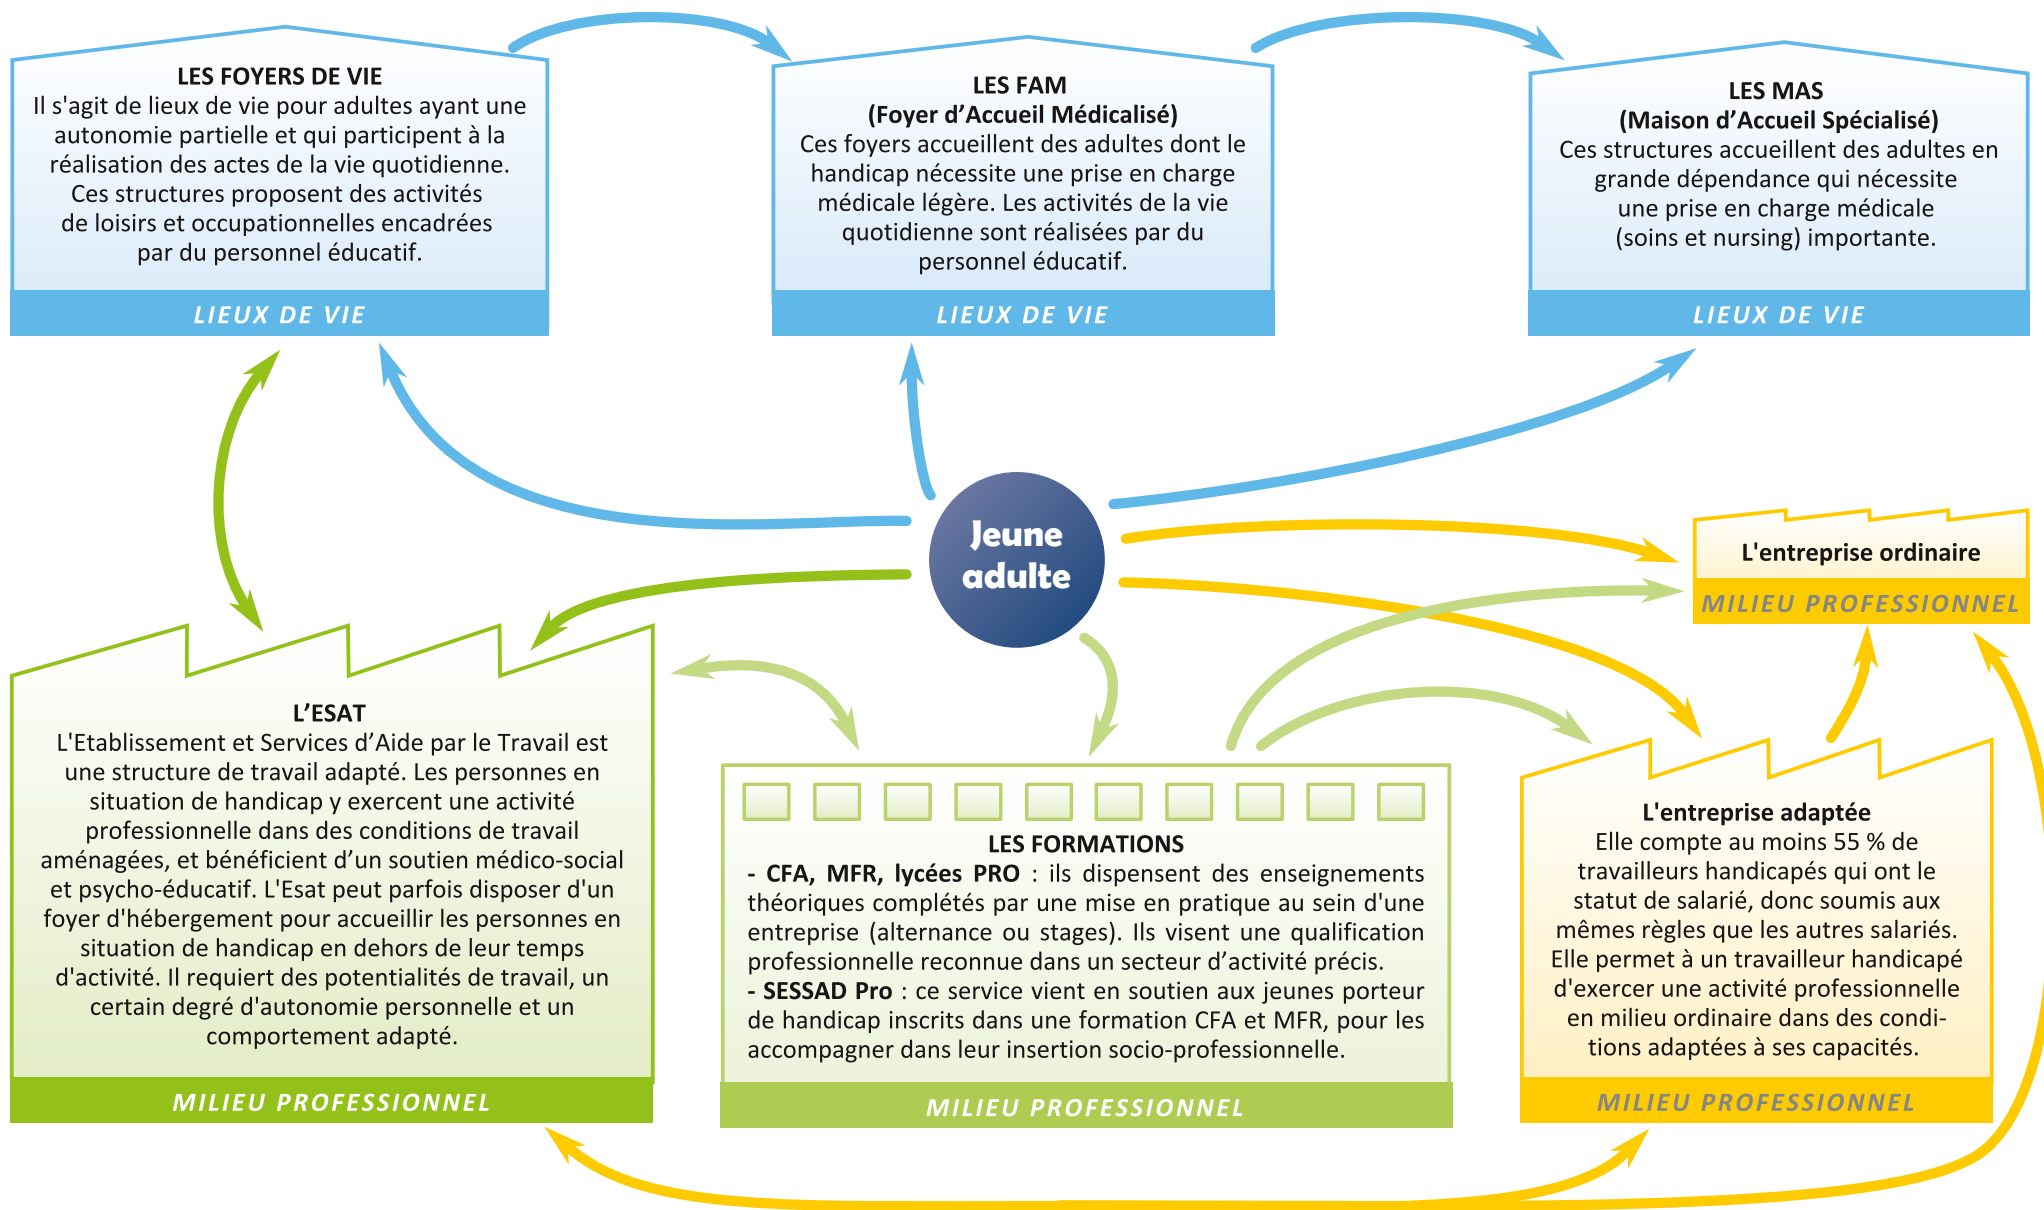 LES FOYERS DE VIE
Il s'agit de lieux de vie pour adultes ayant une
autonomie partielle et qui participent à la
réalisation des actes de la vie quotidienne.
Ces structures proposent des activités
de loisirs et occupationnelles encadrées
par du personnel éducatif.
LIEUX DE VIE
LES FAM
(Foyer d’Accueil Médicalisé)
Ces foyers accueillent des adultes dont le
handicap nécessite une prise en charge
médicale légère. Les activités de la vie
quotidienne sont réalisées par du
personnel éducatif.
LIEUX DE VIE
LES MAS
(Maison d’Accueil Spécialisé)
Ces structures accueillent des adultes en
grande dépendance qui nécessite
une prise en charge médicale
(soins et nursing) importante.
LIEUX DE VIE
Jeune
adulte
L'entreprise ordinaire
MILIEU PROFESSIONNEL
L’ESAT
L'Etablissement et Services d’Aide par le Travail est
une structure de travail adapté. Les personnes en
situation de handicap y exercent une activité
professionnelle dans des conditions de travail
aménagées, et bénéficient d’un soutien médico-social
et psycho-éducatif. L'Esat peut parfois disposer d'un
foyer d'hébergement pour accueillir les personnes en
situation de handicap en dehors de leur temps
d'activité. Il requiert des potentialités de travail, un
certain degré d'autonomie personnelle et un
comportement adapté.
MILIEU PROFESSIONNEL
LES FORMATIONS
- CFA, MFR, lycées PRO : ils dispensent des enseignements
théoriques complétés par une mise en pratique au sein d'une
entreprise (alternance ou stages). Ils visent une qualification
professionnelle reconnue dans un secteur d’activité précis.
- SESSAD Pro : ce service vient en soutien aux jeunes porteur
de handicap inscrits dans une formation CFA et MFR, pour les
accompagner dans leur insertion socio-professionnelle.
MILIEU PROFESSIONNEL
L'entreprise adaptée
Elle compte au moins 55 % de
travailleurs handicapés qui ont le
statut de salarié, donc soumis aux
mêmes règles que les autres salariés.
Elle permet à un travailleur handicapé
d'exercer une activité professionnelle
en milieu ordinaire dans des condi-
tions adaptées à ses capacités.
MILIEU PROFESSIONNEL